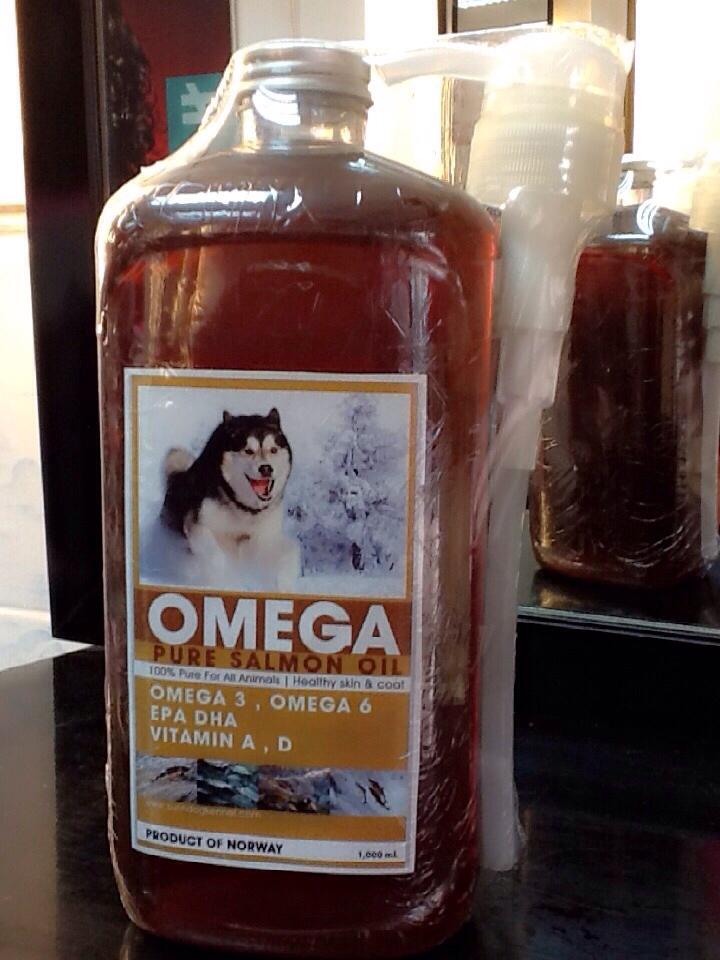 OMEGA
PURE SALMON OIL
100% Pure For All Animals | Healthy skin & coat
OMEGA 3 , OMEGA 6
EPA DHA
VITAMIN A , D
PRODUCT OF NORWAY
1,000 ml.